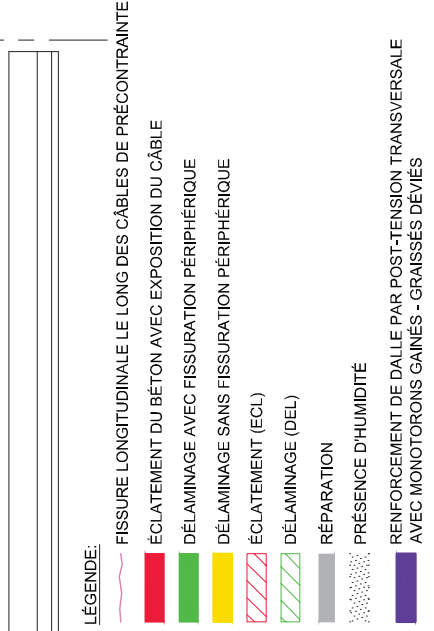 LÉGENDE:
FISSURE LONGITUDINALE LE LONG DES CÂBLES DE PRÉCONTRAINTE
ÉCLATEMENT DU BÉTON AVEC EXPOSITION DU CÂBLE
DÉLAMINAGE AVEC FISSURATION PÉRIPHÉRIQUE
DÉLAMINAGE SANS FISSURATION PÉRIPHÉRIQUE
ÉCLATEMENT (ECL)
DÉLAMINAGE (DEL)
RÉPARATION
PRÉSENCE D'HUMIDITÉ
RENFORCEMENT DE DALLE PAR POST-TENSION TRANSVERSALE
AVEC MONOTORONS GAINÉS - GRAISSÉS DÉVIÉS